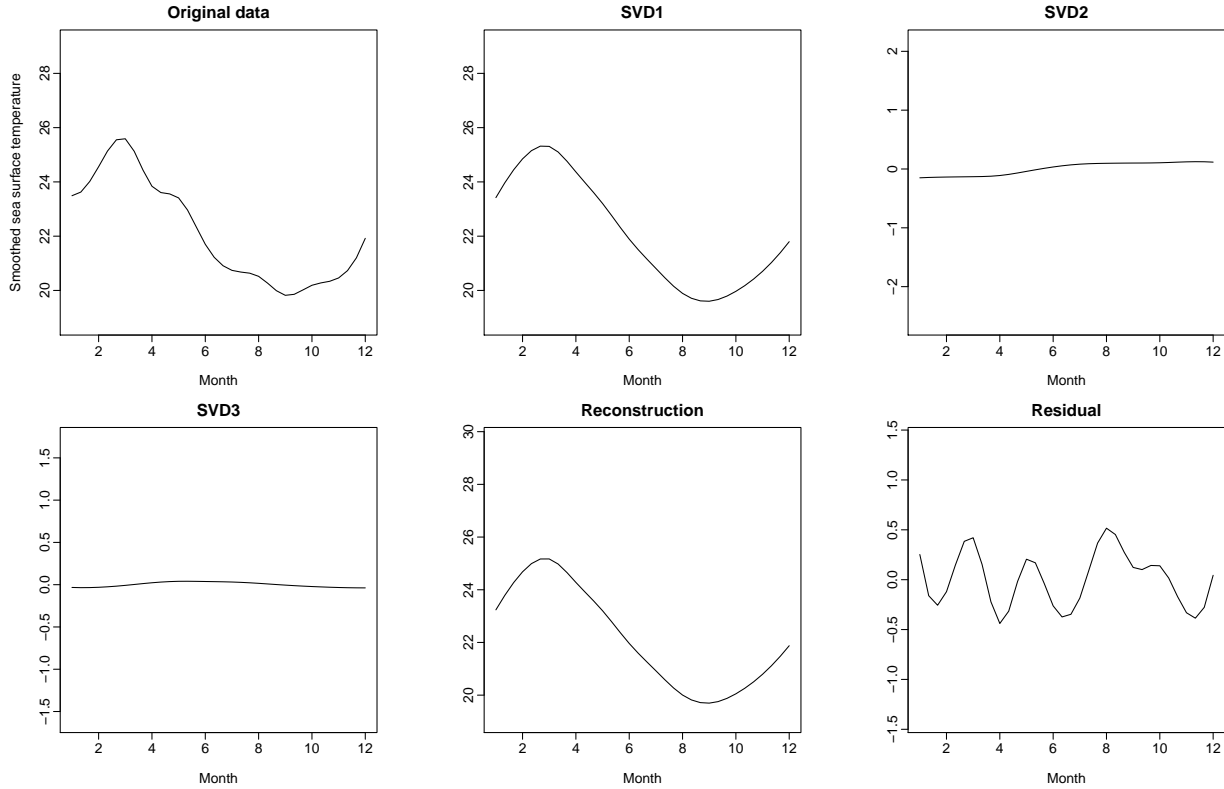 Original data
SVD1
SVD2
Smoothed sea surface temperature
28
26
24
22
20
2 4 6 8 10 12
Month
28
26
24
22
20
2 4 6 8 10 12
Month
2
1
0
−1
−2
2 4 6 8 10 12
Month
SVD3
Reconstruction
Residual
1.5
1.0
0.5
0.0
−0.5
−1.0
−1.5
2 4 6 8 10 12
Month
30
28
26
24
22
20
2 4 6 8 10 12
Month
1.5
1.0
0.5
0.0
−0.5
−1.0
−1.5
2 4 6 8 10 12
Month